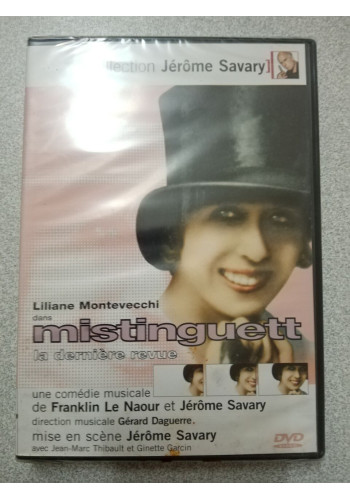 collection Jérôme Savary]
Liliane Montevecchi
dans
mistinguett
la dernière revue
une comédie musicale
de Franklin Le Naour et Jérôme Savary
direction musicale Gérard Daguerre.
mise en scène Jérôme Savary
avec Jean-Marc Thibault et Ginette Garcin
DVD